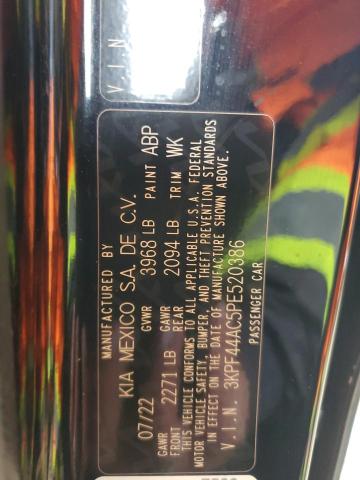 V.I.N
MANUFACTURED BY
KIA MEXICO S.A. DE C.V.
07/22 GVWR 3968 LB PAINT ABP
GAWR FRONT 2271 LB GAWR REAR 2094 LB TRIM WK
THIS VEHICLE CONFORMS TO ALL APPLICABLE U.S.A. FEDERAL
MOTOR VEHICLE SAFETY, BUMPER, AND THEFT PREVENTION STANDARDS
IN EFFECT ON THE DATE OF MANUFACTURE SHOWN ABOVE.
V.I.N. 3KPF44AC5PE520386
PASSENGER CAR